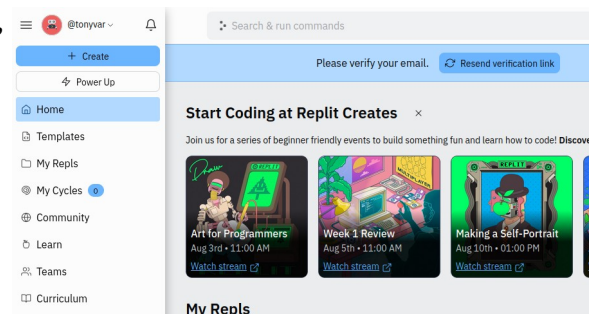 @tonyvar
+ Create
Power Up
Home
Templates
My Repls
My Cycles 0
Community
Learn
Teams
Curriculum
Search & run commands
Please verify your email. Resend verification link
Start Coding at Replit Creates ×
Join us for a series of beginner friendly events to build something fun and learn how to code! Discove
Draw
REPLIT
Art for Programmers
Aug 3rd • 11:00 AM
Watch stream
MULTIPLAYER
Week 1 Review
Aug 5th • 11:00 AM
Watch stream
REPLIT
Making a Self-Portrait
Aug 10th • 01:00 PM
Watch stream
My Repls